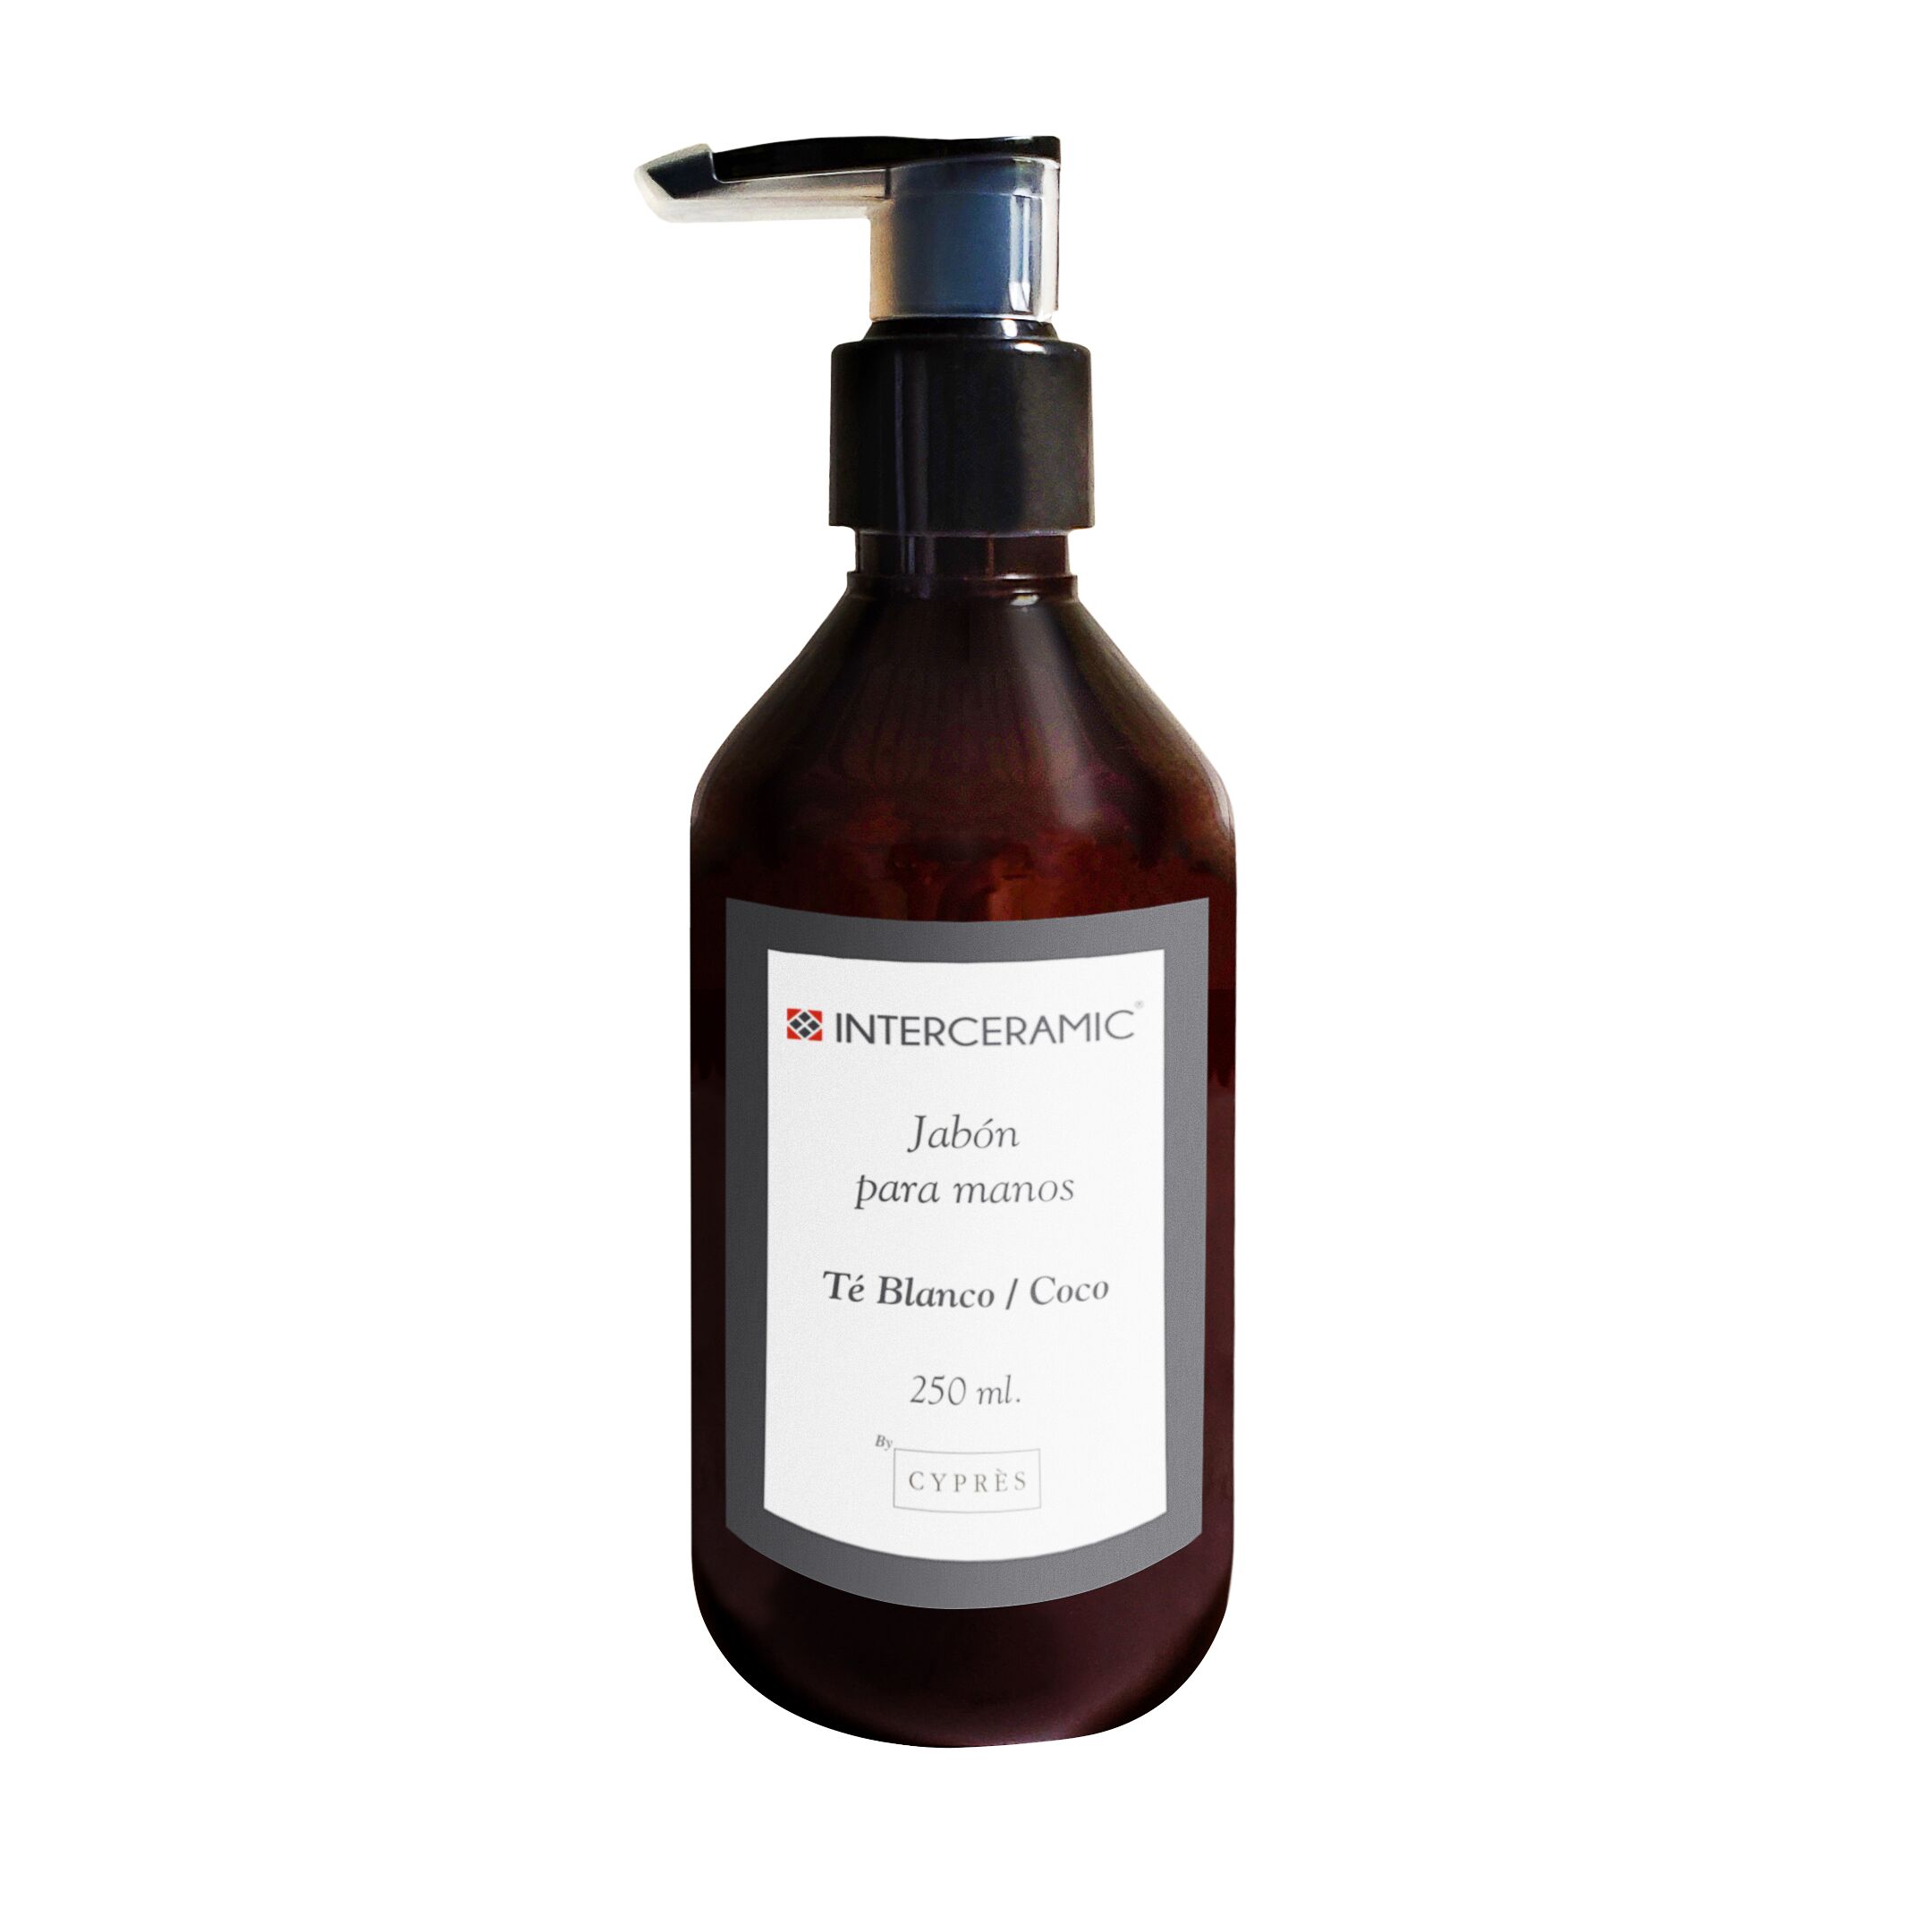 INTERCERAMIC®
Jabón
para manos
Té Blanco / Coco
250 ml.
By
CYPRÈS